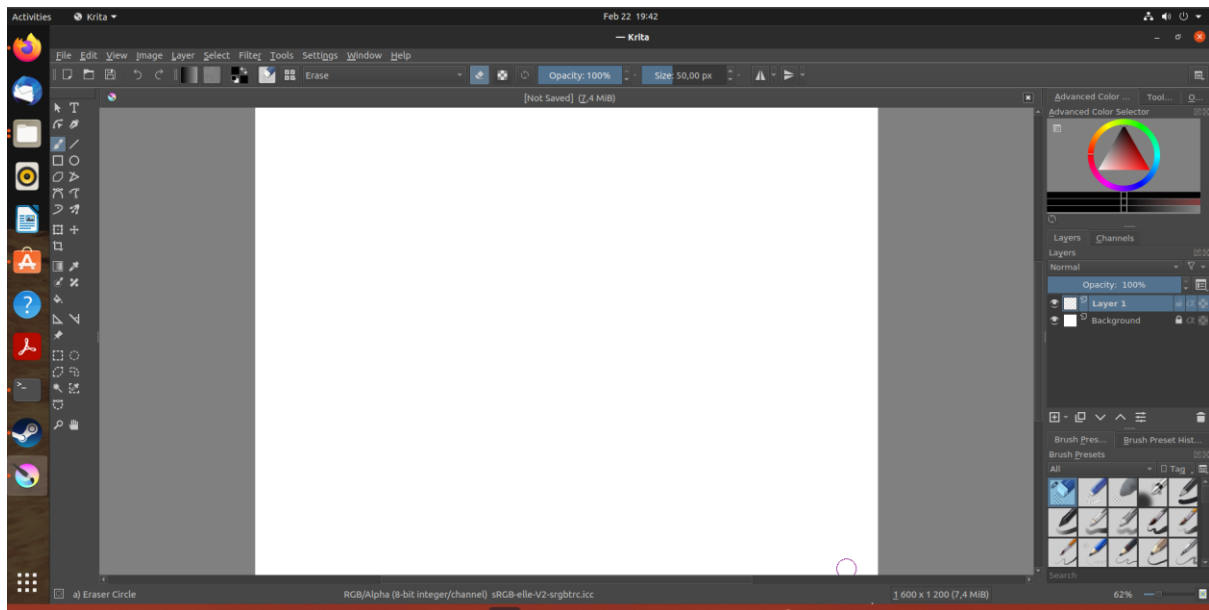 Activities Krita Feb 22 19:42
— Krita
File Edit View Image Layer Select Filter Tools Settings Window Help
Erase Opacity: 100% Size: 50,00 px
[Not Saved] (7,4 MiB)
Advanced Color ... Tool... O...
Advanced Color Selector
Layers Channels
Layers
Normal
Opacity: 100%
Layer 1
Background
Brush Pres... Brush Preset Hist...
Brush Presets
All Tag
Search
a) Eraser Circle RGB/Alpha (8-bit integer/channel) sRGB-elle-V2-srgbtrc.icc 1 600 x 1 200 (7,4 MiB) 62%